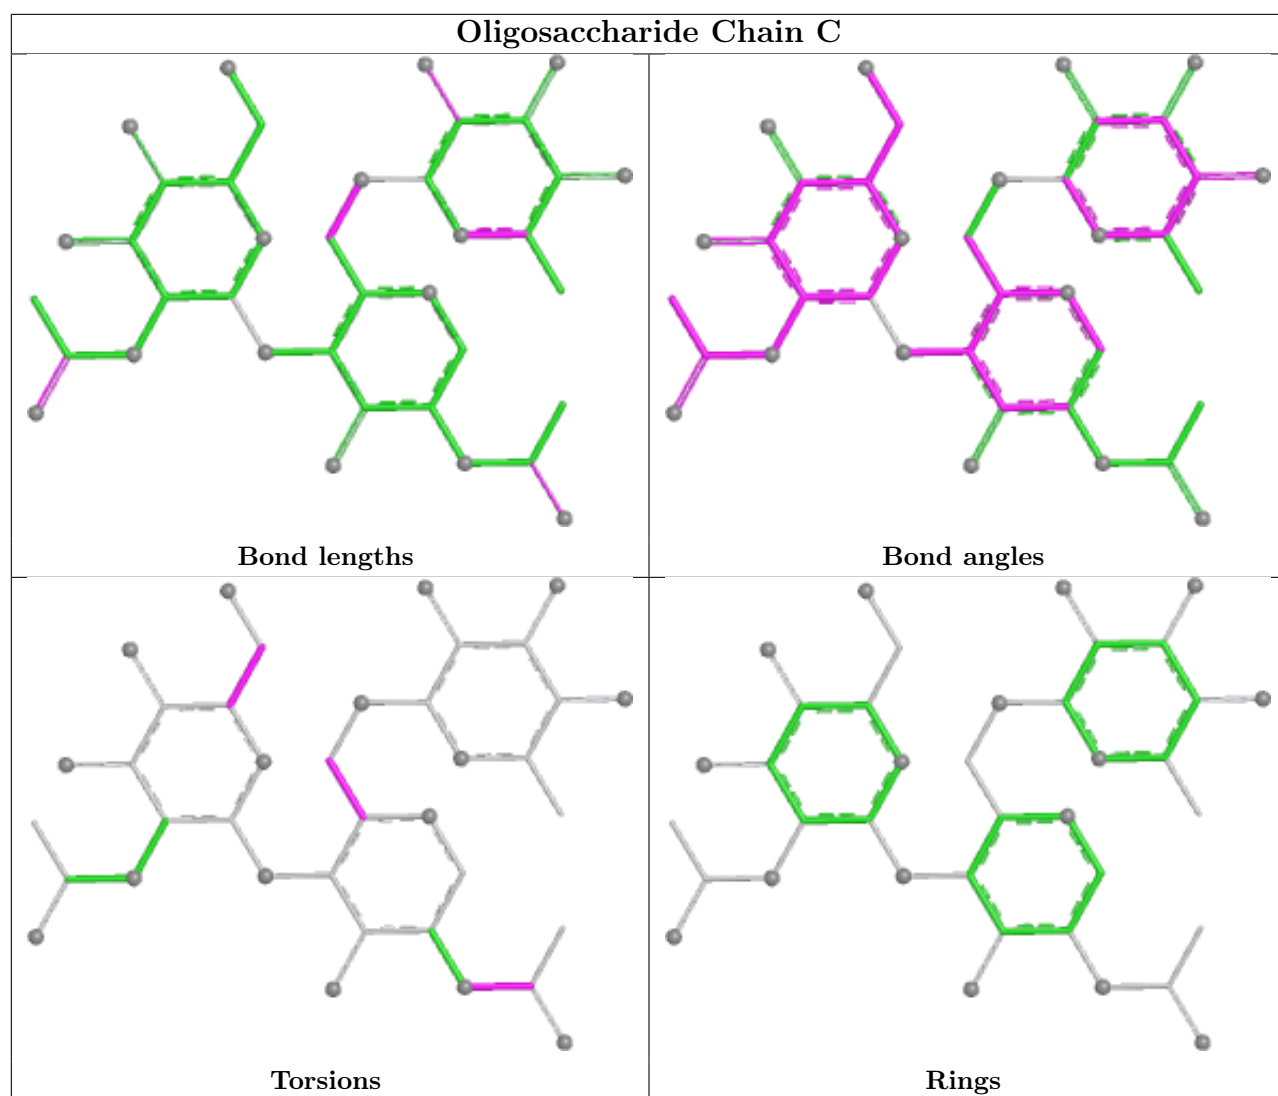 Oligosaccharide Chain C
Bond lengths
Bond angles
Torsions
Rings